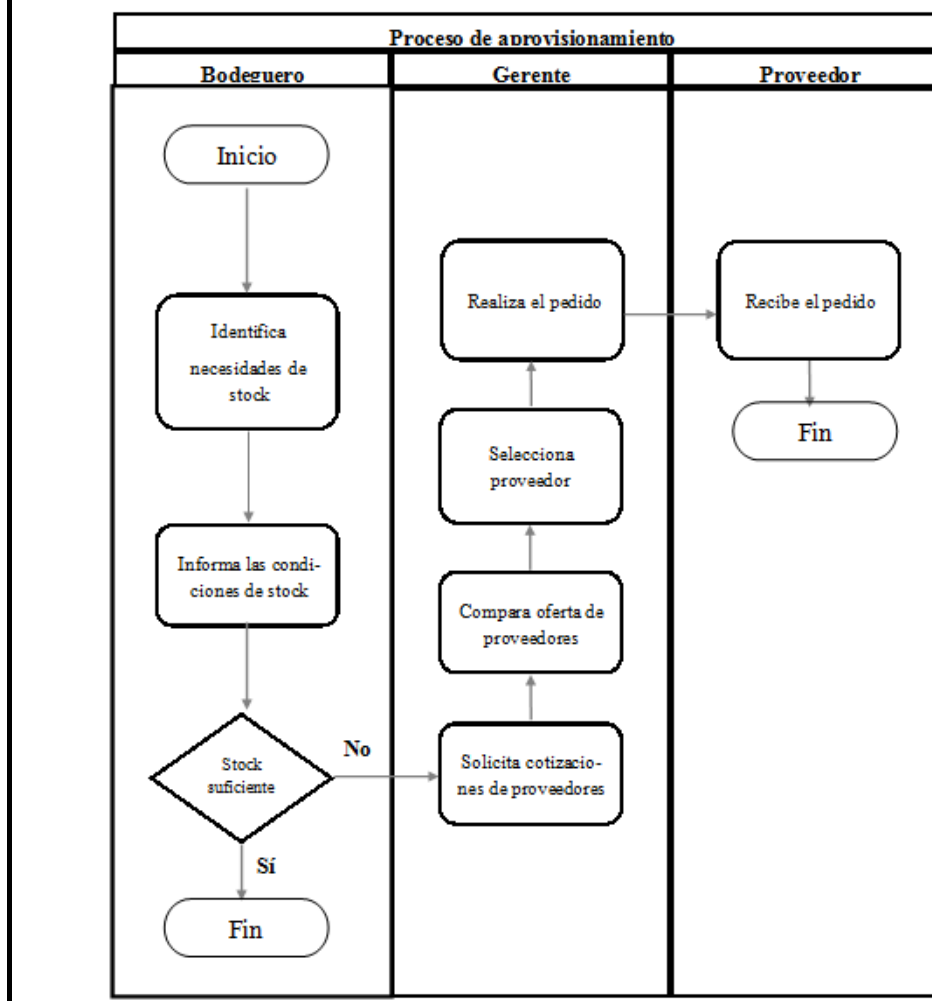 Proceso de aprovisionamiento
Bodeguero
Gerente
Proveedor
Inicio
Identifica
necesidades de
stock
Informa las condi-
ciones de stock
Stock
suficiente
No
Sí
Fin
Solicita cotizacio-
nes de proveedores
Compara oferta de
proveedores
Selecciona
proveedor
Realiza el pedido
Recibe el pedido
Fin